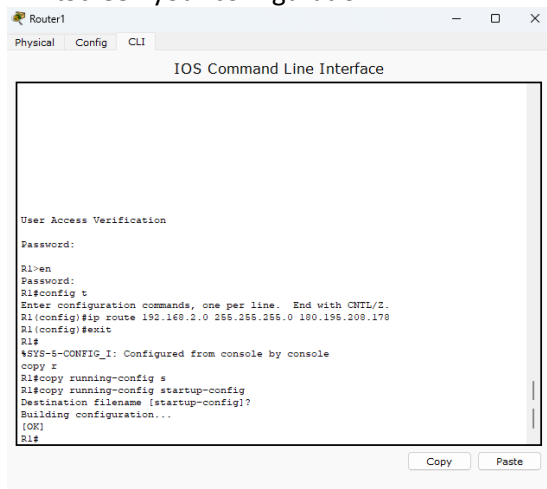 Router1
Physical Config CLI
IOS Command Line Interface
User Access Verification
Password:
R1>en
Password:
R1#config t
Enter configuration commands, one per line.  End with CNTL/Z.
R1(config)#ip route 192.168.2.0 255.255.255.0 180.195.208.178
R1(config)#exit
R1#
%SYS-5-CONFIG_I: Configured from console by console
copy r
R1#copy running-config s
R1#copy running-config startup-config
Destination filename [startup-config]?
Building configuration...
[OK]
R1#
Copy Paste